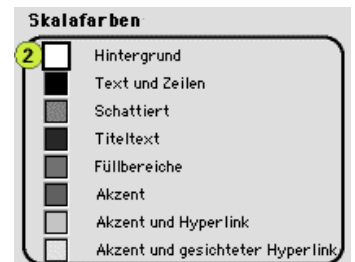 Skalafarben
2 Hintergrund
Text und Zeilen
Schattiert
Titeltext
Füllbereiche
Akzent
Akzent und Hyperlink
Akzent und gesichteter Hyperlink